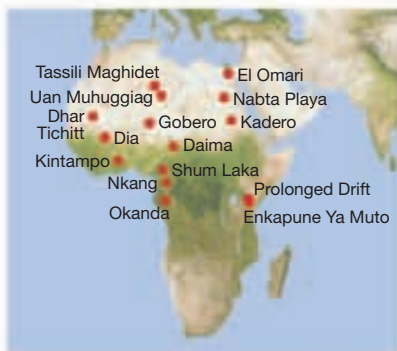 Tassili Maghidet
El Omari
Uan Muhuggiag
Nabta Playa
Dhar
Tichitt
Gobero
Kadero
Dia
Daima
Kintampo
Shum Laka
Nkang
Prolonged Drift
Okanda
Enkapune Ya Muto